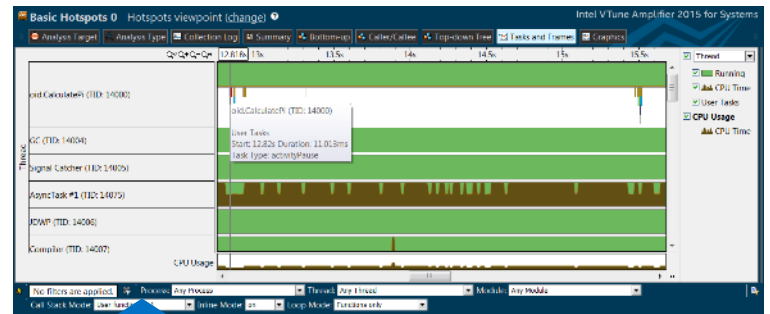 Basic Hotspots 0 Hotspots viewpoint (change)
Intel VTune Amplifier 2015 for Systems
Analysis Target Analysis Type Collection Log Summary Bottom-up Caller/Callee Top-down Tree Tasks and Frames Graphics
12.818s 13s 13.5s 14s 14.5s 15s 15.5s
Thread
oid.CalculatePi (TID: 14000)
GC (TID: 14004)
Signal Catcher (TID: 14005)
AsyncTask #1 (TID: 14075)
JDWP (TID: 14006)
Compiler (TID: 14007)
CPU Usage
oid.CalculatePi (TID: 14000)
User Tasks
Start: 12.82s Duration: 11.013ms
Task Type: activityPause
Thread
Running
CPU Time
User Tasks
CPU Usage
CPU Time
No filters are applied. Process: Any Process Thread: Any Thread Module: Any Module
Call Stack Mode: User Inline Mode: on Loop Mode: Functions only